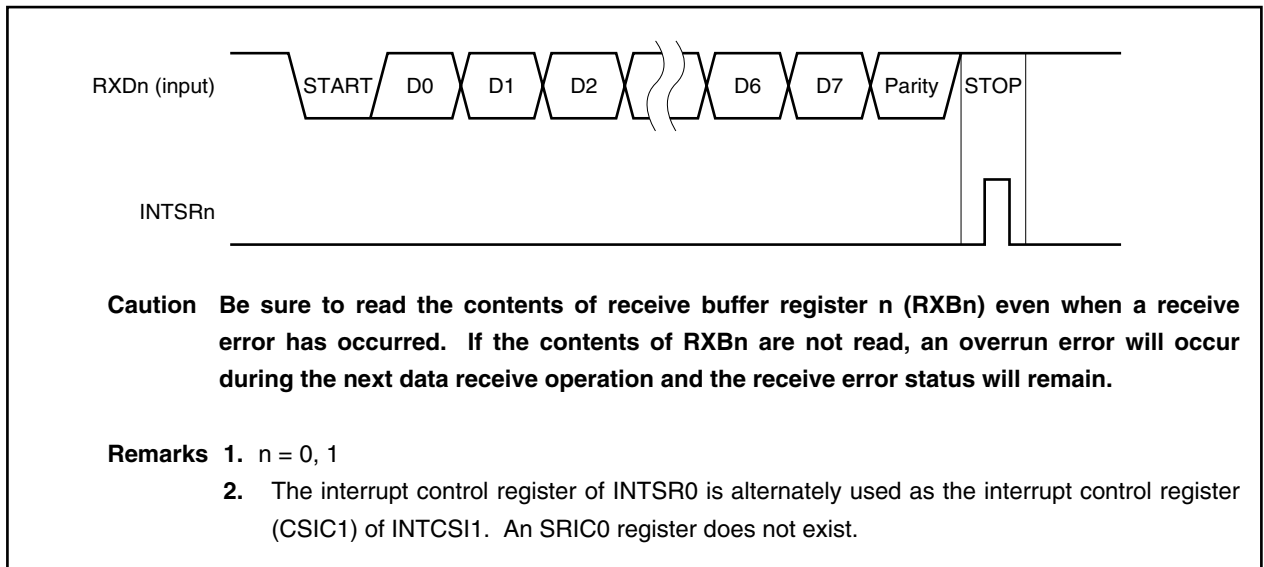 RXDn (input) START D0 D1 D2 D6 D7 Parity STOP
INTSRn
Caution Be sure to read the contents of receive buffer register n (RXBn) even when a receive
error has occurred. If the contents of RXBn are not read, an overrun error will occur
during the next data receive operation and the receive error status will remain.
Remarks 1. n = 0, 1
2. The interrupt control register of INTSR0 is alternately used as the interrupt control register
(CSIC1) of INTCSI1. An SRIC0 register does not exist.